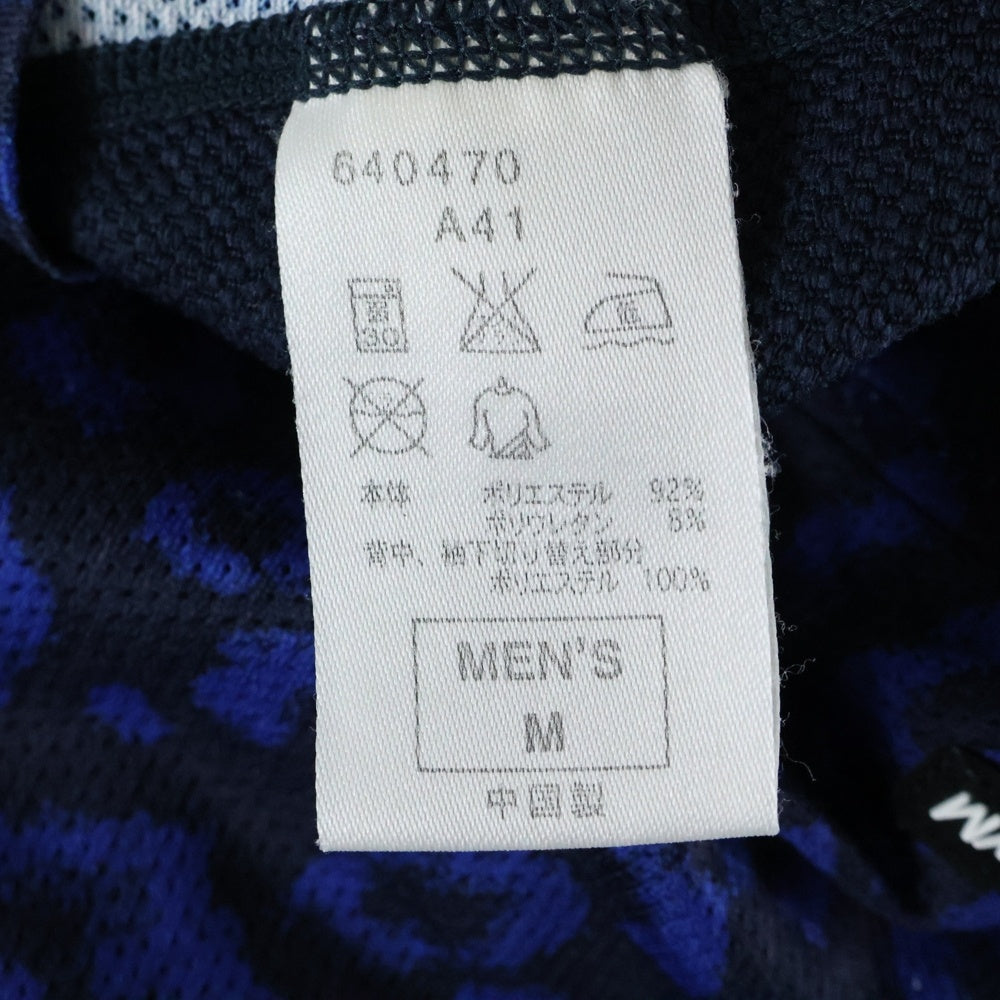 640470
A41
弱 30
低
本体 ポリエステル 92%
ポリウレタン 8%
背中、袖下切り替え部分
ポリエステル 100%
MEN'S
M
中国製